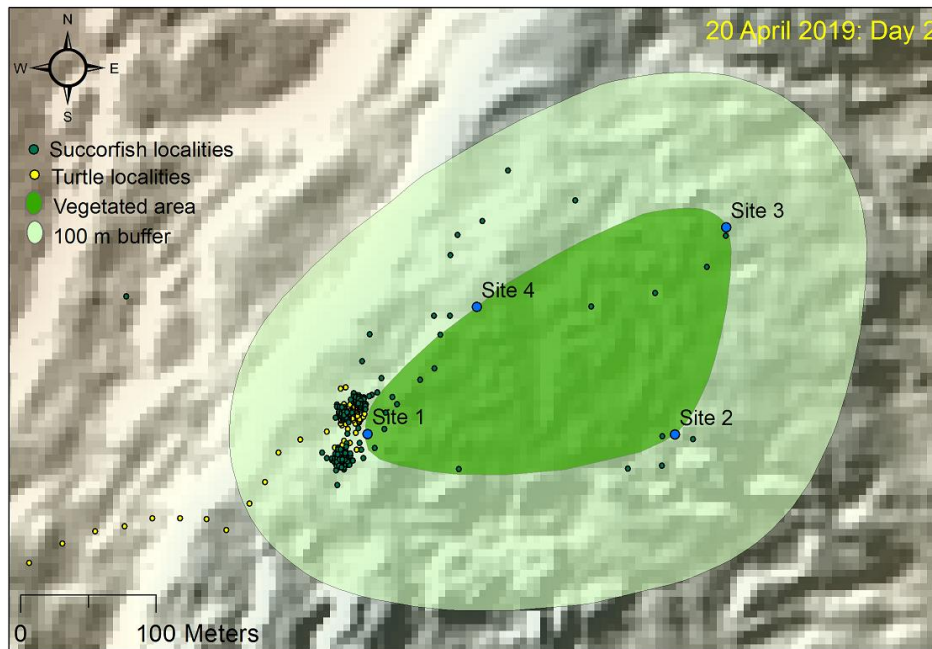 20 April 2019: Day 2
N
W E
S
Succorfish localities
Turtle localities
Vegetated area
100 m buffer
Site 3
Site 4
Site 1
Site 2
0 100 Meters